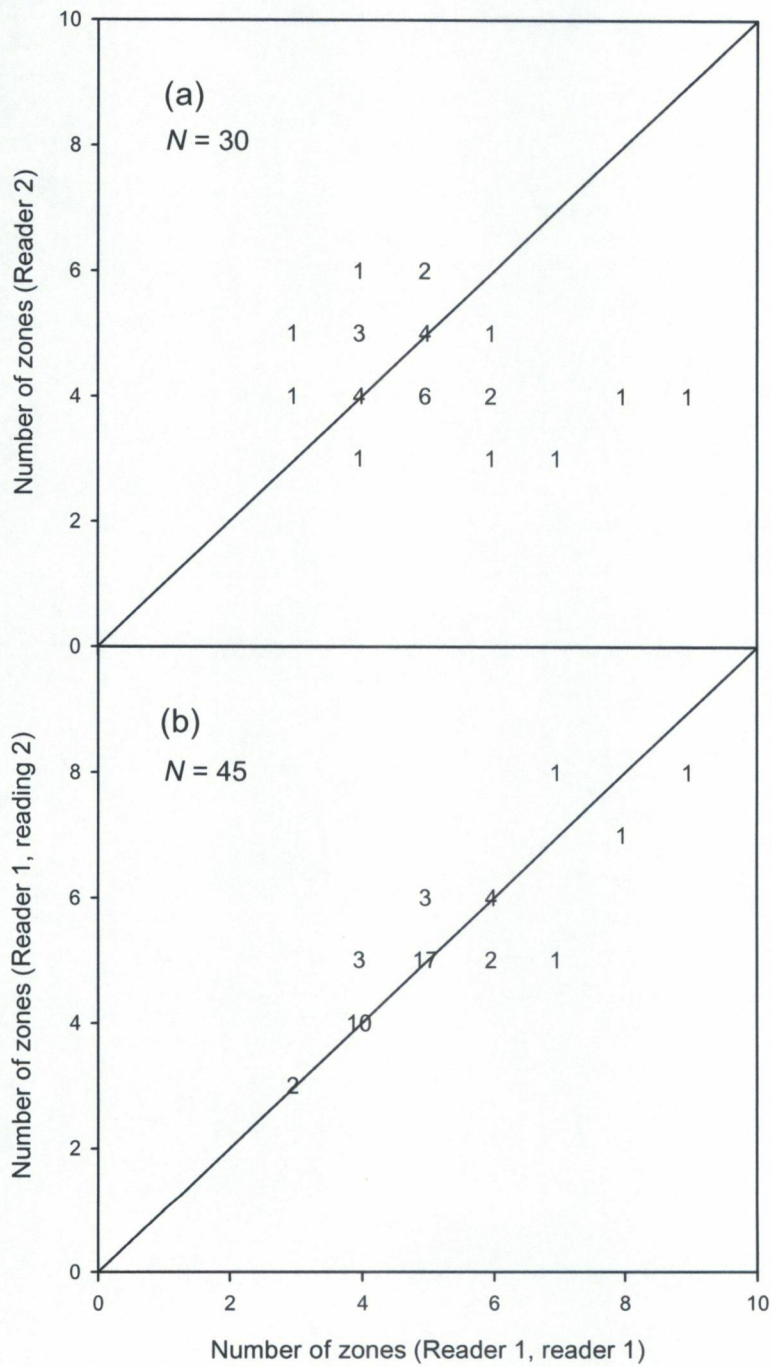 10
(a)
N = 30
8
6
1 2
1 3 4 1
4
1 4 6 2 1 1
1 1 1
2
0
Number of zones (Reader 2)
(b)
N = 45
8
1 1
1
6
3 4
3 17 2 1
4
10
2
2
0
Number of zones (Reader 1, reading 2)
0 2 4 6 8 10
Number of zones (Reader 1, reader 1)